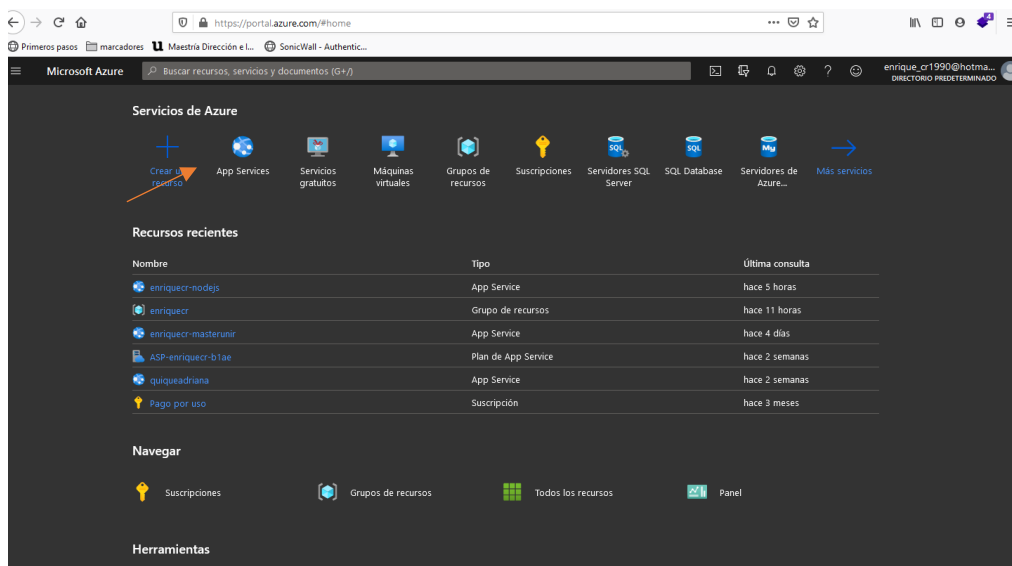 https://portal.azure.com/#home
Primeros pasos marcadores Maestría Dirección e I... SonicWall - Authentic...
Microsoft Azure Buscar recursos, servicios y documentos (G+/) enrique_cr1990@hotma...
DIRECTORIO PREDETERMINADO
4
Servicios de Azure
Crear un
recurso
App Services
Servicios
gratuitos
Máquinas
virtuales
Grupos de
recursos
Suscripciones
Servidores SQL
Server
SQL Database
Servidores de
Azure...
Más servicios
Recursos recientes
Nombre Tipo Última consulta
enriquecr-nodejs App Service hace 5 horas
enriquecr Grupo de recursos hace 11 horas
enriquecr-masterunir App Service hace 4 días
ASP-enriquecr-b1ae Plan de App Service hace 2 semanas
quiqueadriana App Service hace 2 semanas
Pago por uso Suscripción hace 3 meses
Navegar
Suscripciones Grupos de recursos Todos los recursos Panel
Herramientas